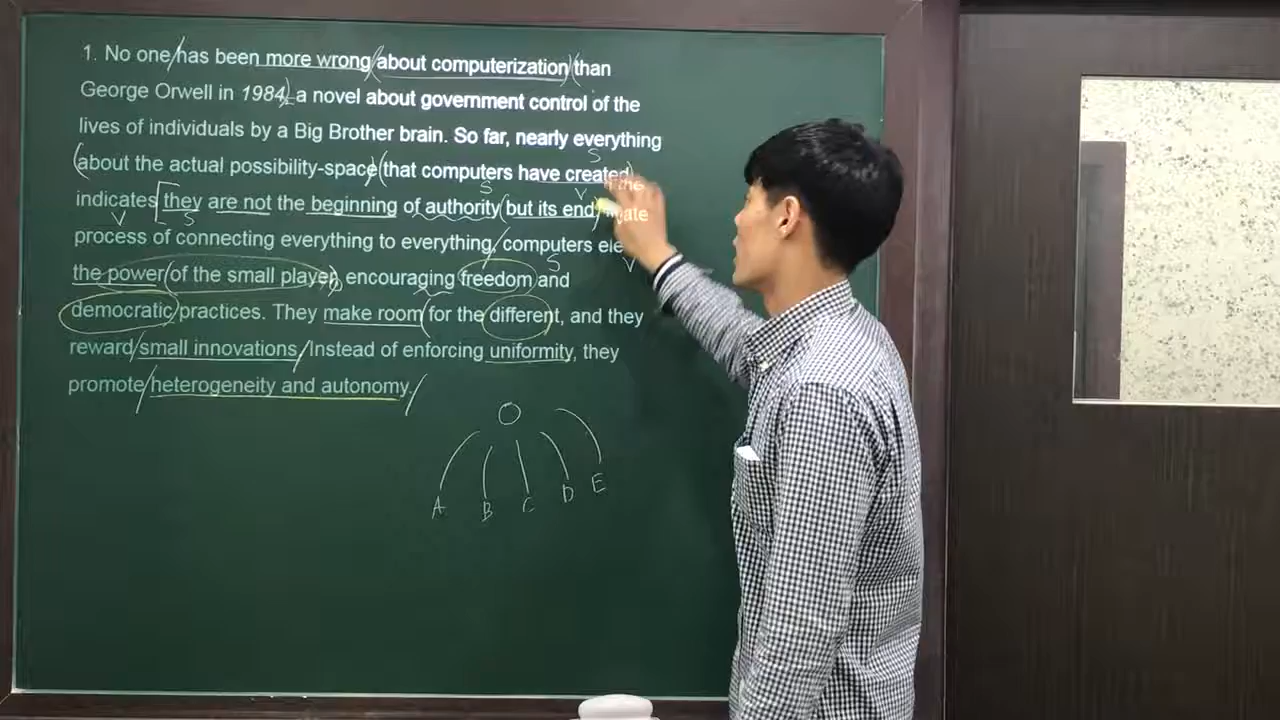 1. No one has been more wrong about computerization than
George Orwell in 1984, a novel about government control of the
lives of individuals by a Big Brother brain. So far, nearly everything
about the actual possibility-space that computers have created
S
indicates they are not the beginning of authority but its end
S V
V S
process of connecting everything to everything, computers ele
S V
the power of the small player, encouraging freedom and
democratic practices. They make room for the different, and they
reward small innovations. Instead of enforcing uniformity, they
promote heterogeneity and autonomy.
A B C D E